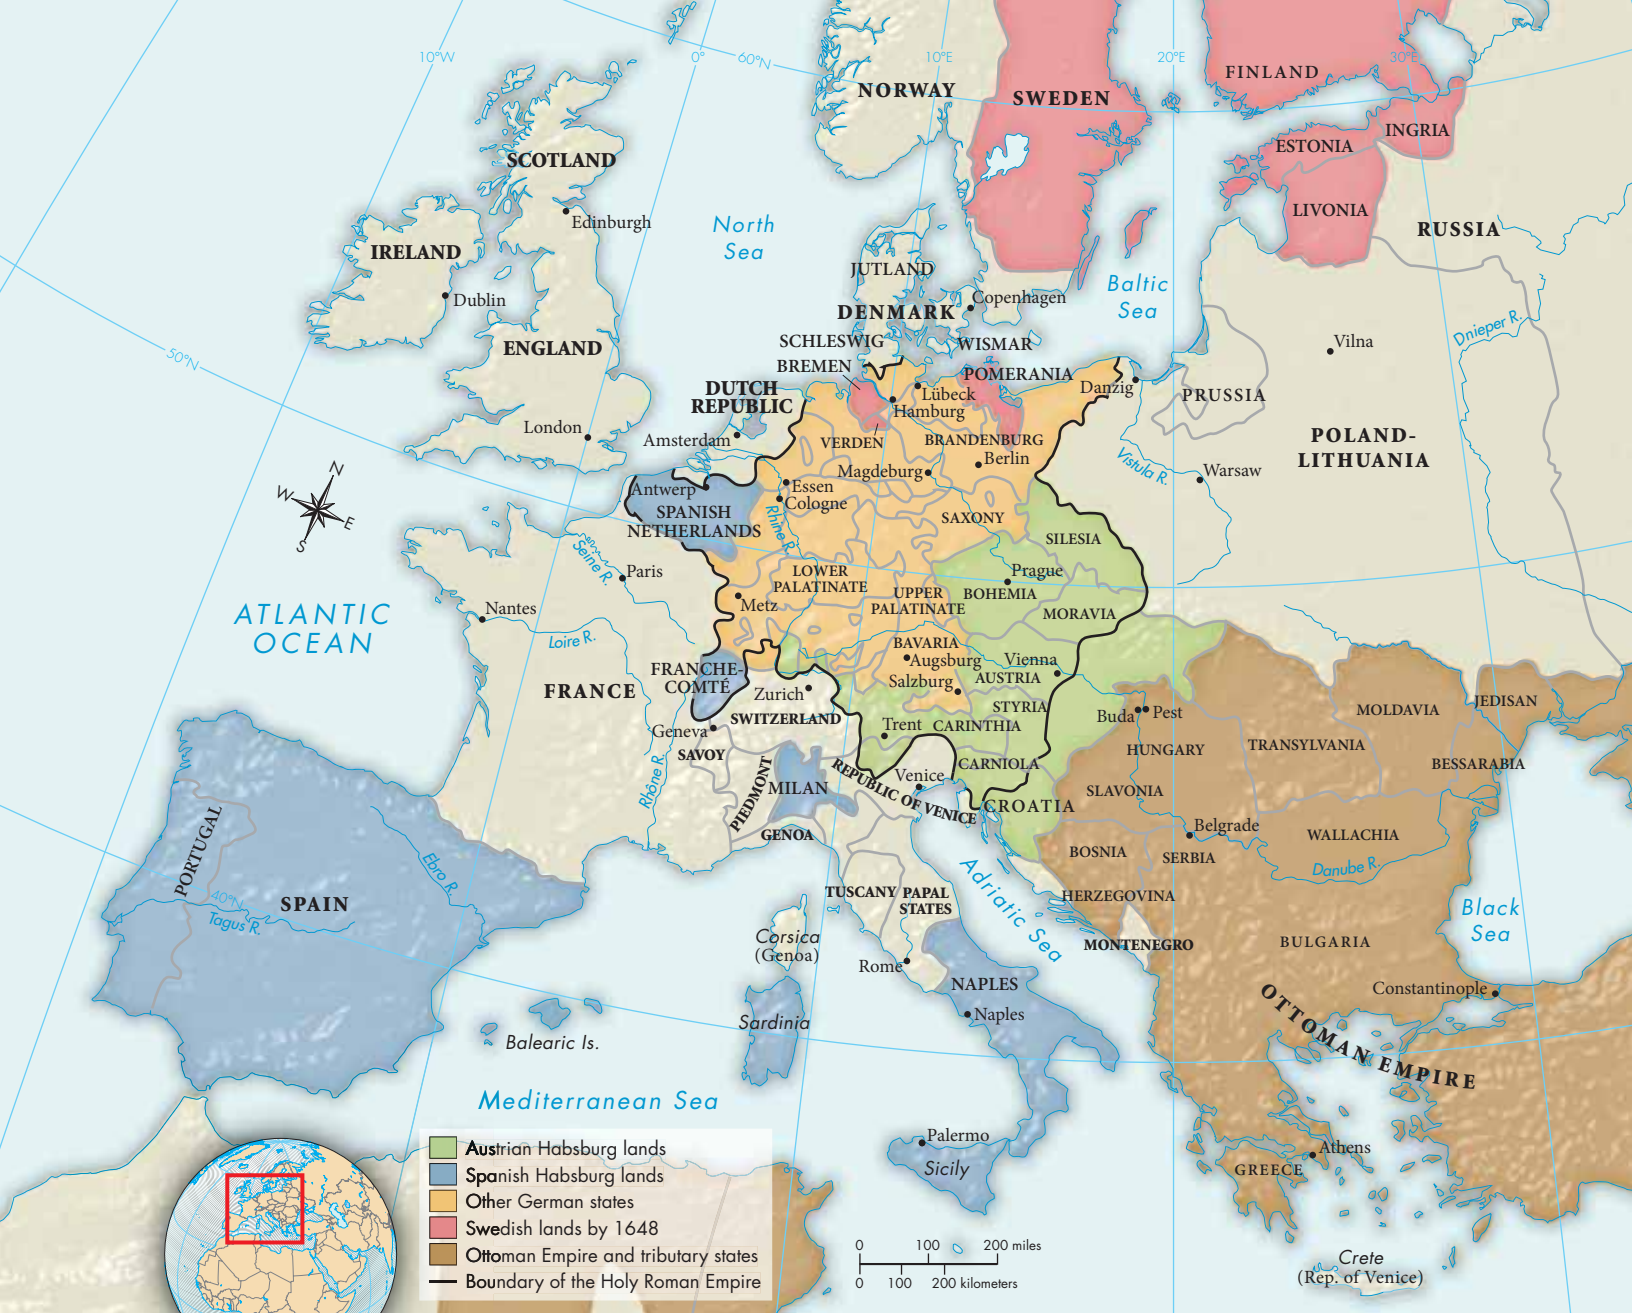 10°W
0°
60°N
10°E
20°E
30°E
NORWAY
SWEDEN
FINLAND
INGRIA
ESTONIA
LIVONIA
RUSSIA
SCOTLAND
Edinburgh
North
Sea
IRELAND
Dublin
JUTLAND
DENMARK
Copenhagen
Baltic
Sea
ENGLAND
SCHLESWIG
WISMAR
BREMEN
POMERANIA
Vilna
Dnieper R.
50°N
DUTCH
REPUBLIC
Lübeck
Hamburg
Danzig
PRUSSIA
London
Amsterdam
VERDEN
BRANDENBURG
Berlin
Magdeburg
POLAND-
LITHUANIA
Vistula R.
Warsaw
N
W
E
S
Antwerp
Essen
Cologne
SPANISH
NETHERLANDS
Rhine R.
SAXONY
SILESIA
Seine R.
Paris
LOWER
PALATINATE
Prague
BOHEMIA
UPPER
PALATINATE
MORAVIA
Metz
ATLANTIC
OCEAN
Nantes
Loire R.
BAVARIA
Augsburg
Vienna
AUSTRIA
Salzburg
FRANCE
FRANCHE-
COMTÉ
Zurich
SWITZERLAND
STYRIA
Geneva
Trent
CARINTHIA
Buda
Pest
HUNGARY
TRANSYLVANIA
MOLDAVIA
JEDISAN
BESSARABIA
SAVOY
Rhône R.
PIEDMONT
MILAN
REPUBLIC OF VENICE
Venice
CARNIOLA
CROATIA
SLAVONIA
GENOA
Belgrade
WALLACHIA
BOSNIA
SERBIA
Danube R.
PORTUGAL
Ebro R.
40°N
SPAIN
Tagus R.
TUSCANY
PAPAL
STATES
Adriatic Sea
HERZEGOVINA
MONTENEGRO
BULGARIA
Black
Sea
Corsica
(Genoa)
Rome
NAPLES
Naples
Constantinople
OTTOMAN EMPIRE
Sardinia
Balearic Is.
Mediterranean Sea
Palermo
Sicily
Athens
GREECE
Crete
(Rep. of Venice)
Austrian Habsburg lands
Spanish Habsburg lands
Other German states
Swedish lands by 1648
Ottoman Empire and tributary states
Boundary of the Holy Roman Empire
0 100 200 miles
0 100 200 kilometers